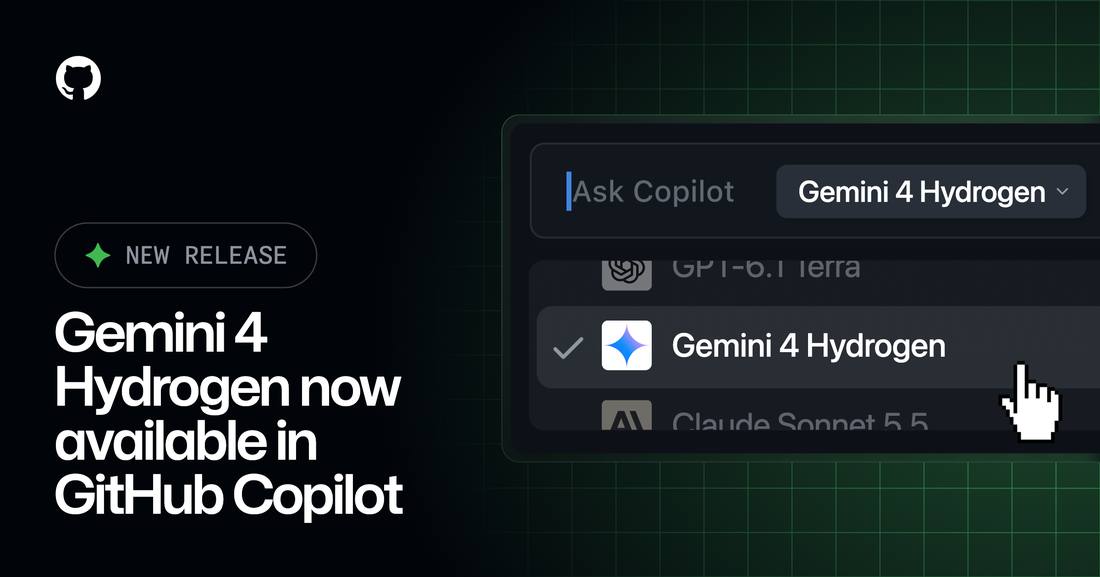 NEW RELEASE
Gemini 4
Hydrogen now
available in
GitHub Copilot
Ask Copilot
Gemini 4 Hydrogen
GPT-6.1 Terra
Gemini 4 Hydrogen
Claude Sonnet 5.5